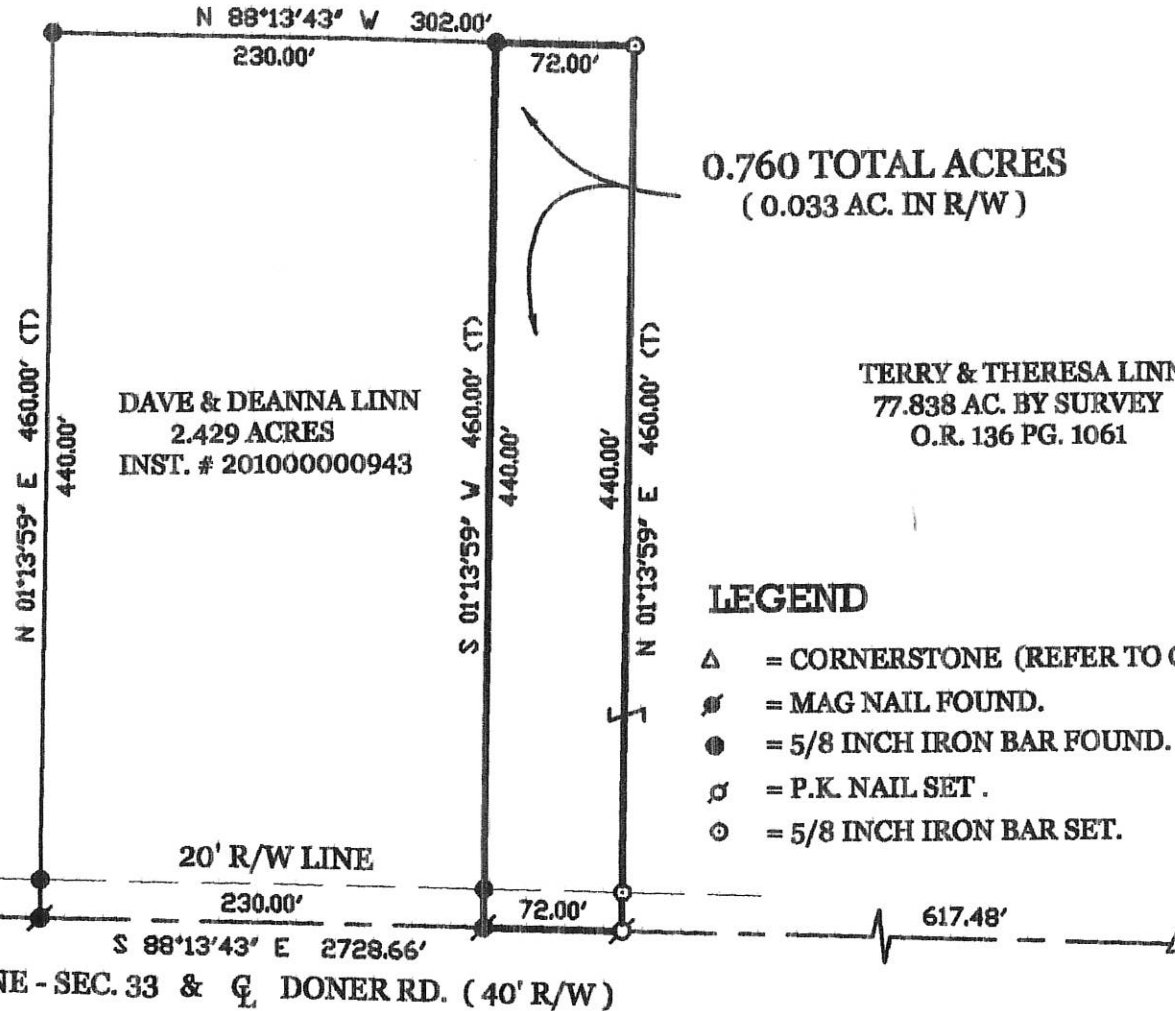 N 88°13'43" W 302.00'
230.00'
72.00'
0.760 TOTAL ACRES
( 0.033 AC. IN R/W )
N 01°13'59" E 460.00' (T)
440.00'
DAVE & DEANNA LINN
2.429 ACRES
INST. # 201000000943
S 01°13'59" W 460.00' (T)
440.00'
440.00'
N 01°13'59" E 460.00' (T)
TERRY & THERESA LINN
77.838 AC. BY SURVEY
O.R. 136 PG. 1061
LEGEND
= CORNERSTONE (REFER TO
= MAG NAIL FOUND.
= 5/8 INCH IRON BAR FOUND.
= P.K. NAIL SET .
= 5/8 INCH IRON BAR SET.
20' R/W LINE
230.00'
72.00'
617.48'
S 88°13'43" E 2728.66'
NE - SEC. 33 & ℄ DONER RD. ( 40' R/W )